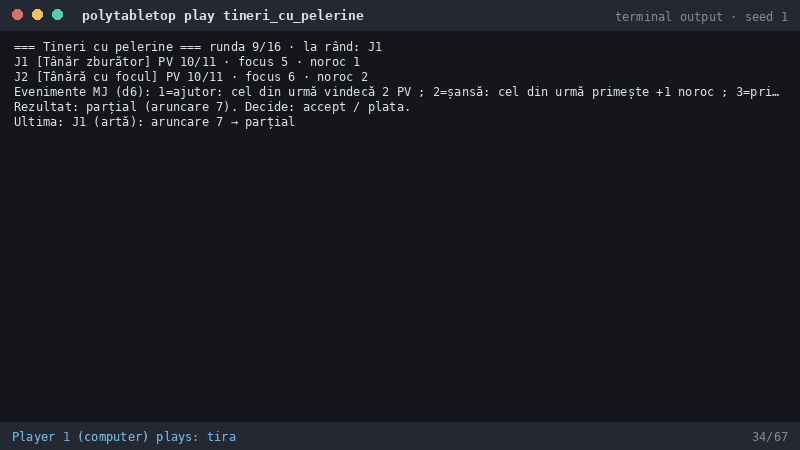 polytabletop play tineri_cu_pelerine
terminal output · seed 1
=== Tineri cu pelerine === runda 9/16 · la rând: J1
J1 [Tânăr zburător] PV 10/11 · focus 5 · noroc 1
J2 [Tânără cu focul] PV 10/11 · focus 6 · noroc 2
Evenimente MJ (d6): 1=ajutor: cel din urmă vindecă 2 PV ; 2=șansă: cel din urmă primește +1 noroc ; 3=pri…
Rezultat: parțial (aruncare 7). Decide: accept / plata.
Ultima: J1 (artă): aruncare 7 → parțial
Player 1 (computer) plays: tira
34/67